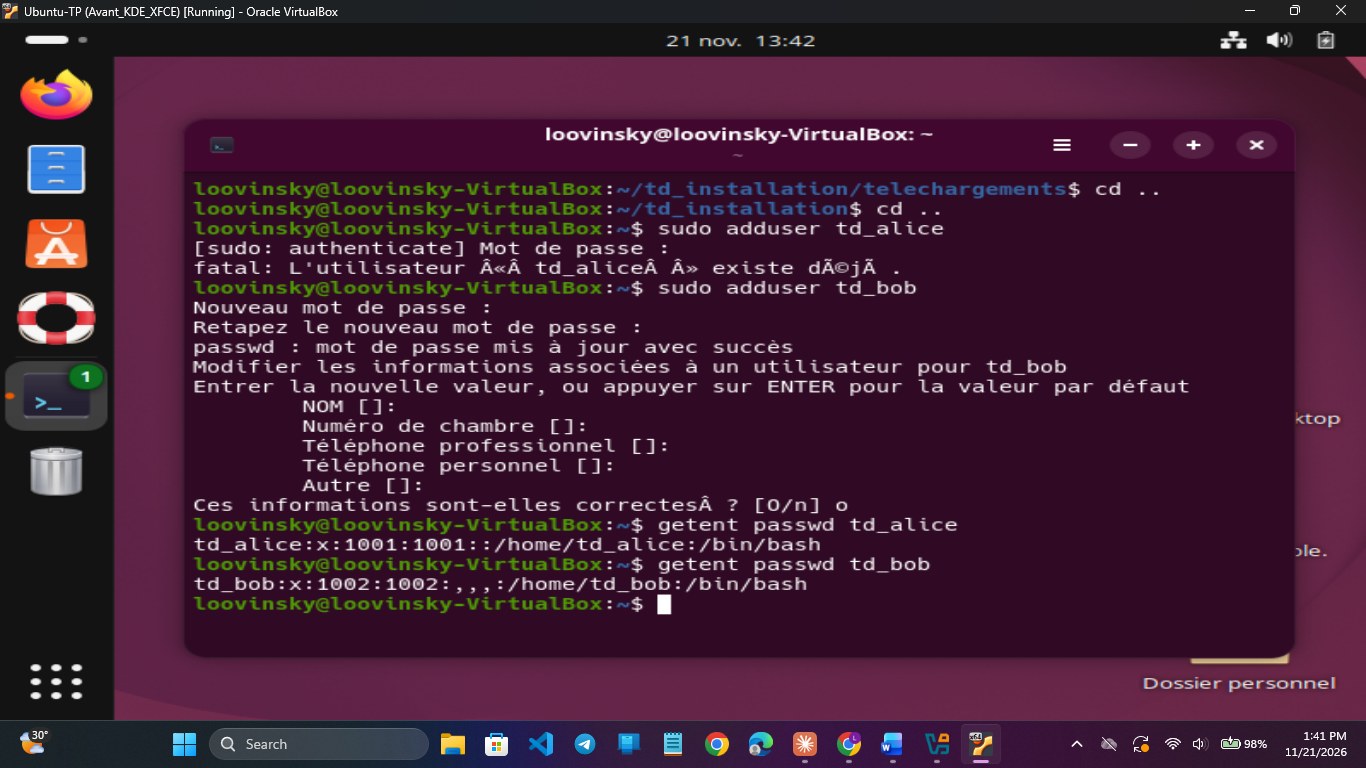 Ubuntu-TP (Avant_KDE_XFCE) [Running] - Oracle VirtualBox
21 nov. 13:42
loovinsky@loovinsky-VirtualBox: ~
~
loovinsky@loovinsky-VirtualBox:~/td_installation/telechargements$ cd ..
loovinsky@loovinsky-VirtualBox:~/td_installation$ cd ..
loovinsky@loovinsky-VirtualBox:~$ sudo adduser td_alice
[sudo: authenticate] Mot de passe :
fatal: L'utilisateur Â«Â td_aliceÂ Â» existe dÃ©jÃ .
loovinsky@loovinsky-VirtualBox:~$ sudo adduser td_bob
Nouveau mot de passe :
Retapez le nouveau mot de passe :
passwd : mot de passe mis à jour avec succès
Modifier les informations associées à un utilisateur pour td_bob
Entrer la nouvelle valeur, ou appuyer sur ENTER pour la valeur par défaut
NOM []:
Numéro de chambre []:
Téléphone professionnel []:
Téléphone personnel []:
Autre []:
Ces informations sont-elles correctesÂ ? [O/n] o
loovinsky@loovinsky-VirtualBox:~$ getent passwd td_alice
td_alice:x:1001:1001::/home/td_alice:/bin/bash
loovinsky@loovinsky-VirtualBox:~$ getent passwd td_bob
td_bob:x:1002:1002:,,,:/home/td_bob:/bin/bash
loovinsky@loovinsky-VirtualBox:~$
1
ktop
ole.
Dossier personnel
30°
Search
98%
1:41 PM
11/21/2026